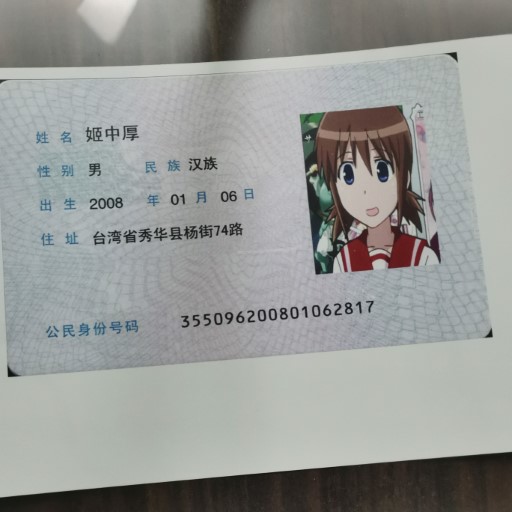 姓名 姬中厚
性别 男 民族 汉族
出生 2008 年 01 月 06 日
住址 台湾省秀华县杨街74路
公民身份号码 355096200801062817